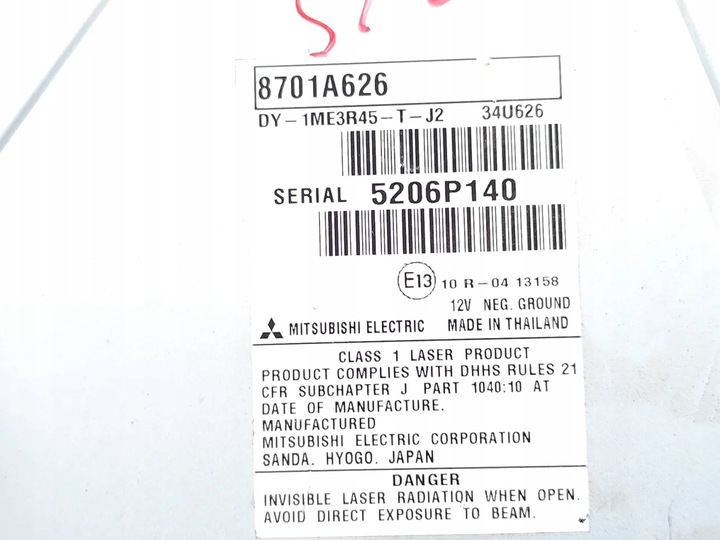 8701A626
DY-1ME3R45-T-J2 34U626
SERIAL 5206P140
E13 10 R-04 13158
12V NEG. GROUND
MITSUBISHI ELECTRIC MADE IN THAILAND
CLASS 1 LASER PRODUCT
PRODUCT COMPLIES WITH DHHS RULES 21
CFR SUBCHAPTER J PART 1040:10 AT
DATE OF MANUFACTURE.
MANUFACTURED
MITSUBISHI ELECTRIC CORPORATION
SANDA. HYOGO. JAPAN
DANGER
INVISIBLE LASER RADIATION WHEN OPEN.
AVOID DIRECT EXPOSURE TO BEAM.